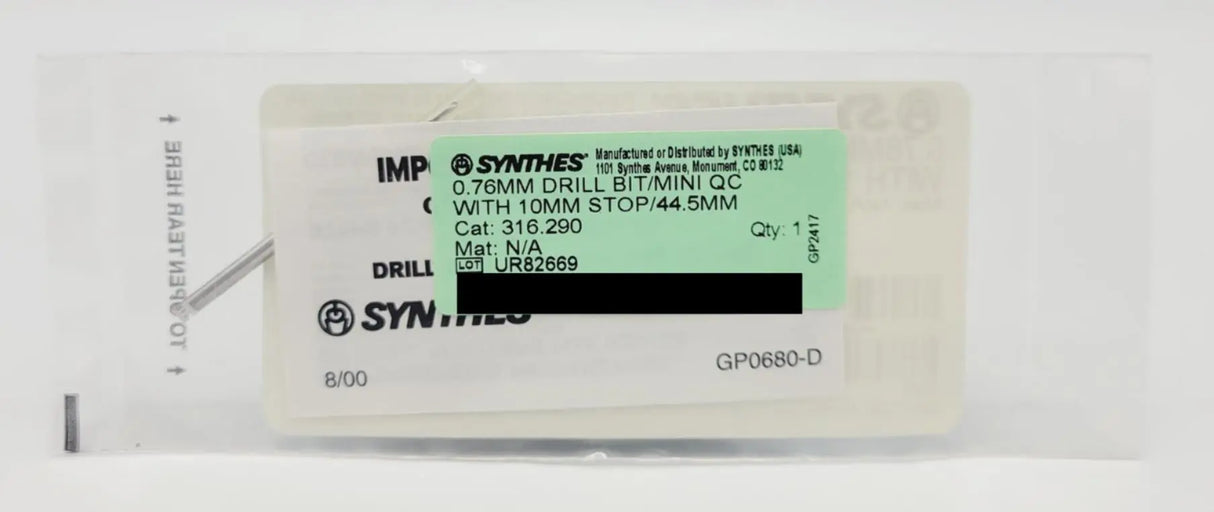 TO OPEN TEAR HERE
IMP
DRILL
SYNTHES
8/00
GP0680-D
SYNTHES
Manufactured or Distributed by SYNTHES (USA)
1101 Synthes Avenue, Monument, CO 80132
0.76MM DRILL BIT/MINI QC
WITH 10MM STOP/44.5MM
Cat: 316.290
Qty: 1
Mat: N/A
LOT UR82669
GP2417